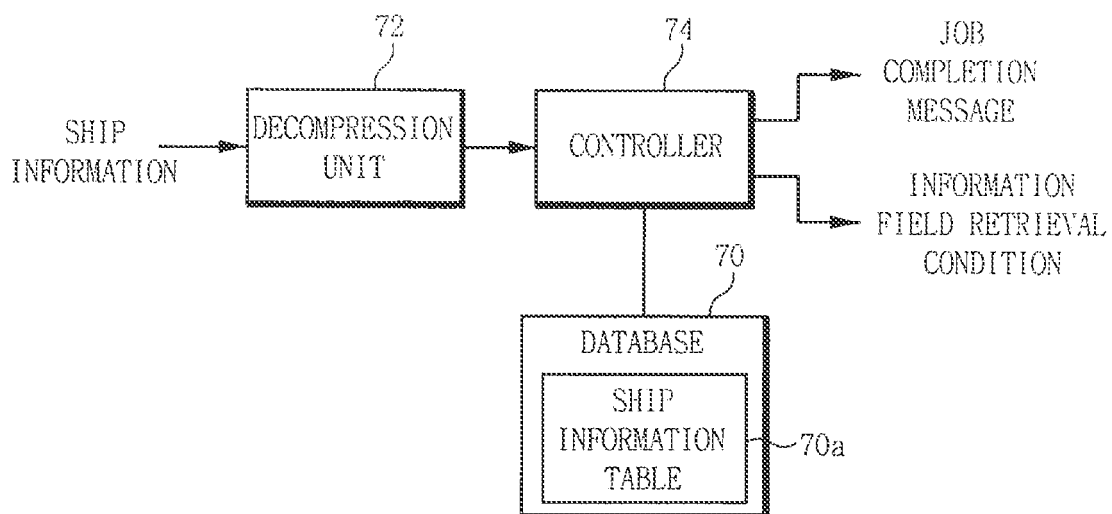 72
74
JOB
COMPLETION
MESSAGE
SHIP
INFORMATION
DECOMPRESSION
UNIT
CONTROLLER
INFORMATION
FIELD RETRIEVAL
CONDITION
70
DATABASE
SHIP
INFORMATION
TABLE
70a